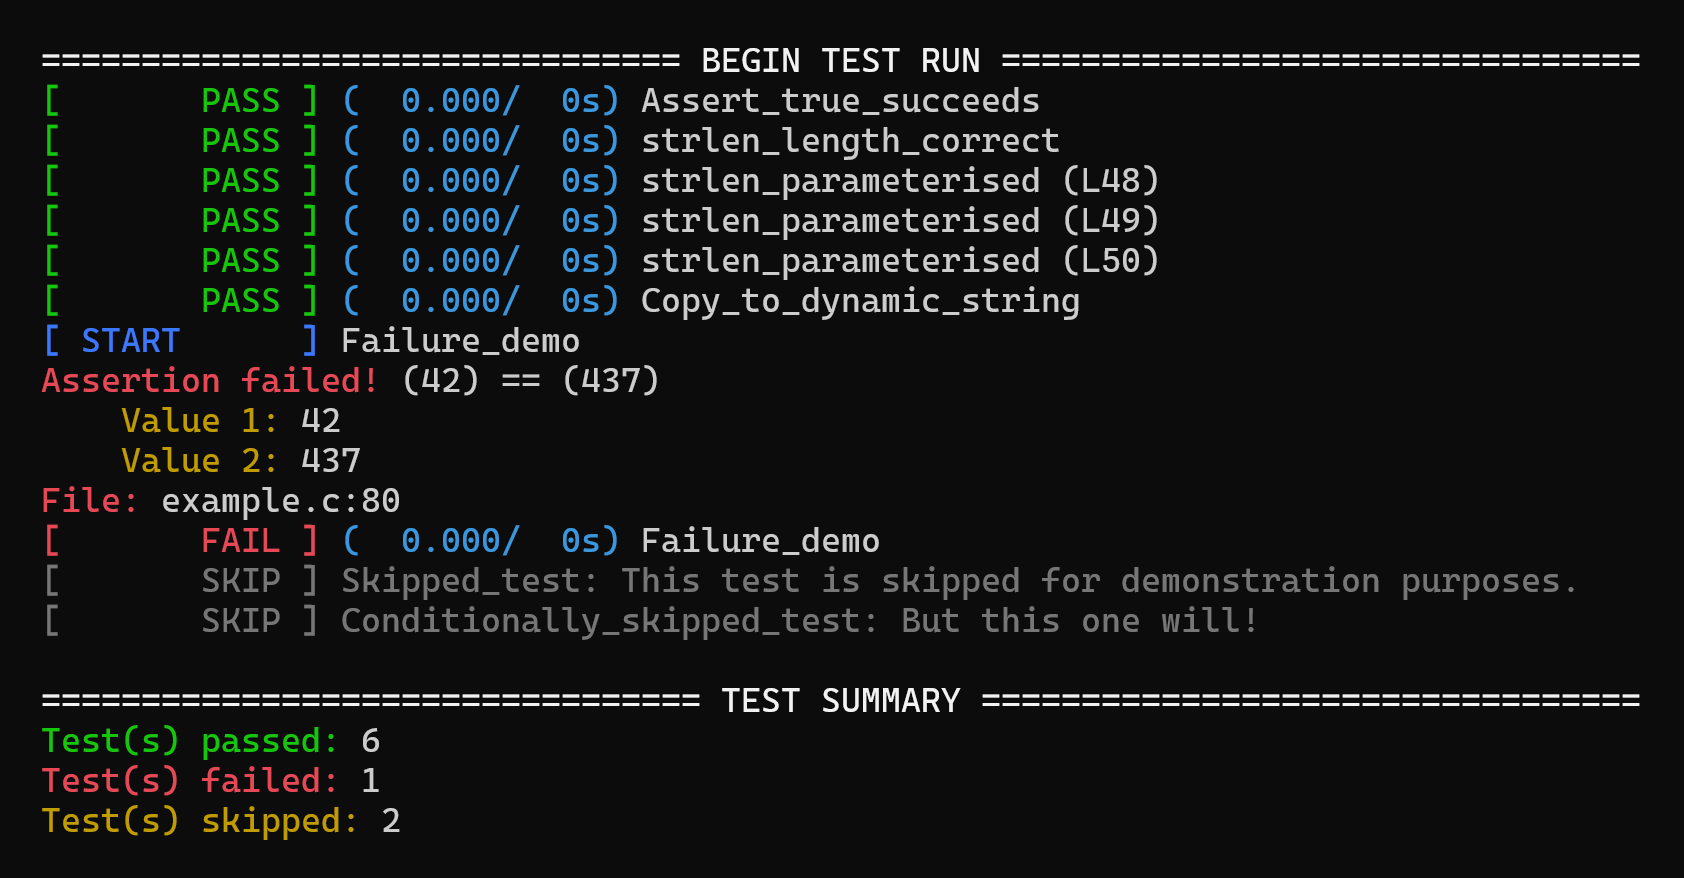 ================================ BEGIN TEST RUN ================================
[       PASS ] (  0.000/  0s) Assert_true_succeeds
[       PASS ] (  0.000/  0s) strlen_length_correct
[       PASS ] (  0.000/  0s) strlen_parameterised (L48)
[       PASS ] (  0.000/  0s) strlen_parameterised (L49)
[       PASS ] (  0.000/  0s) strlen_parameterised (L50)
[       PASS ] (  0.000/  0s) Copy_to_dynamic_string
[ START      ] Failure_demo
Assertion failed! (42) == (437)
    Value 1: 42
    Value 2: 437
File: example.c:80
[       FAIL ] (  0.000/  0s) Failure_demo
[       SKIP ] Skipped_test: This test is skipped for demonstration purposes.
[       SKIP ] Conditionally_skipped_test: But this one will!
================================= TEST SUMMARY =================================
Test(s) passed: 6
Test(s) failed: 1
Test(s) skipped: 2